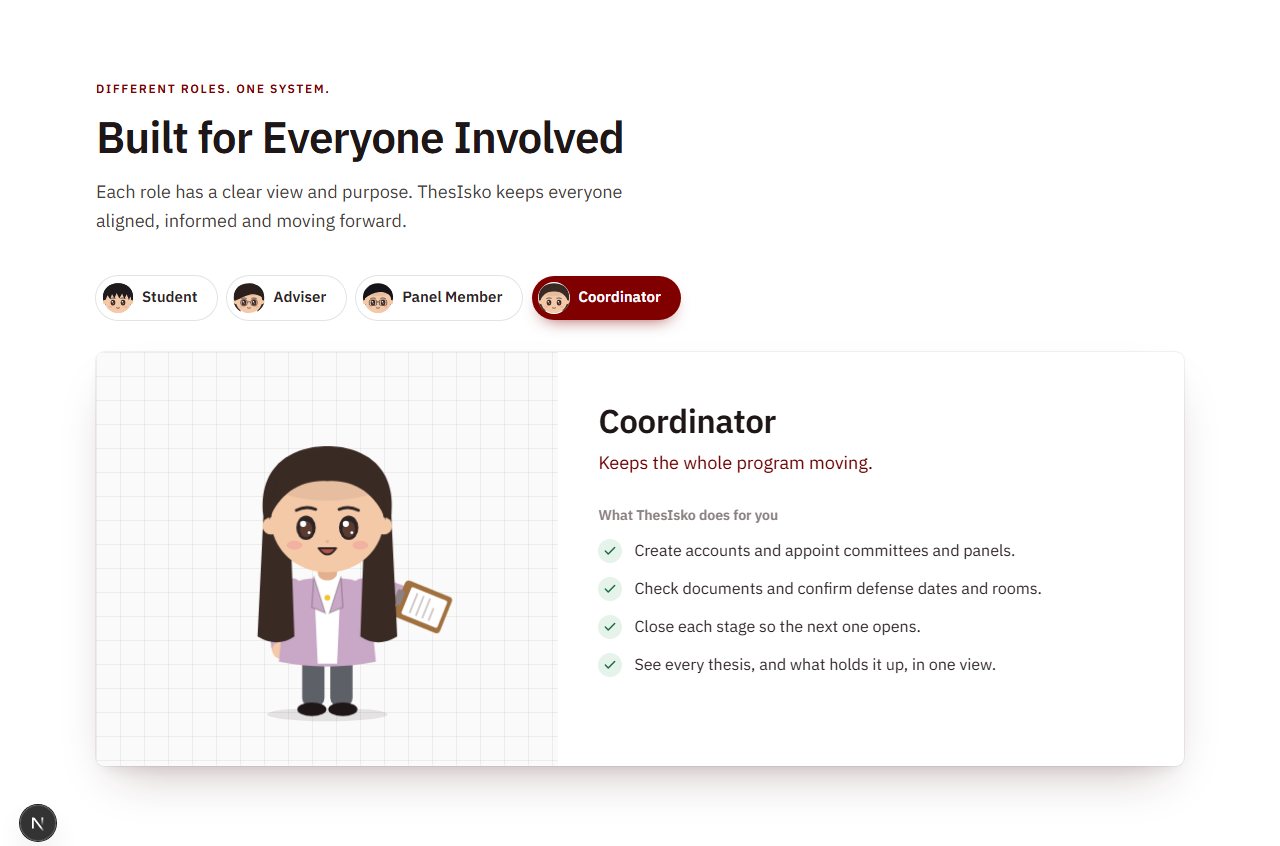 DIFFERENT ROLES. ONE SYSTEM.
Built for Everyone Involved
Each role has a clear view and purpose. ThesIsko keeps everyone
aligned, informed and moving forward.
Student
Adviser
Panel Member
Coordinator
Coordinator
Keeps the whole program moving.
What ThesIsko does for you
Create accounts and appoint committees and panels.
Check documents and confirm defense dates and rooms.
Close each stage so the next one opens.
See every thesis, and what holds it up, in one view.
N